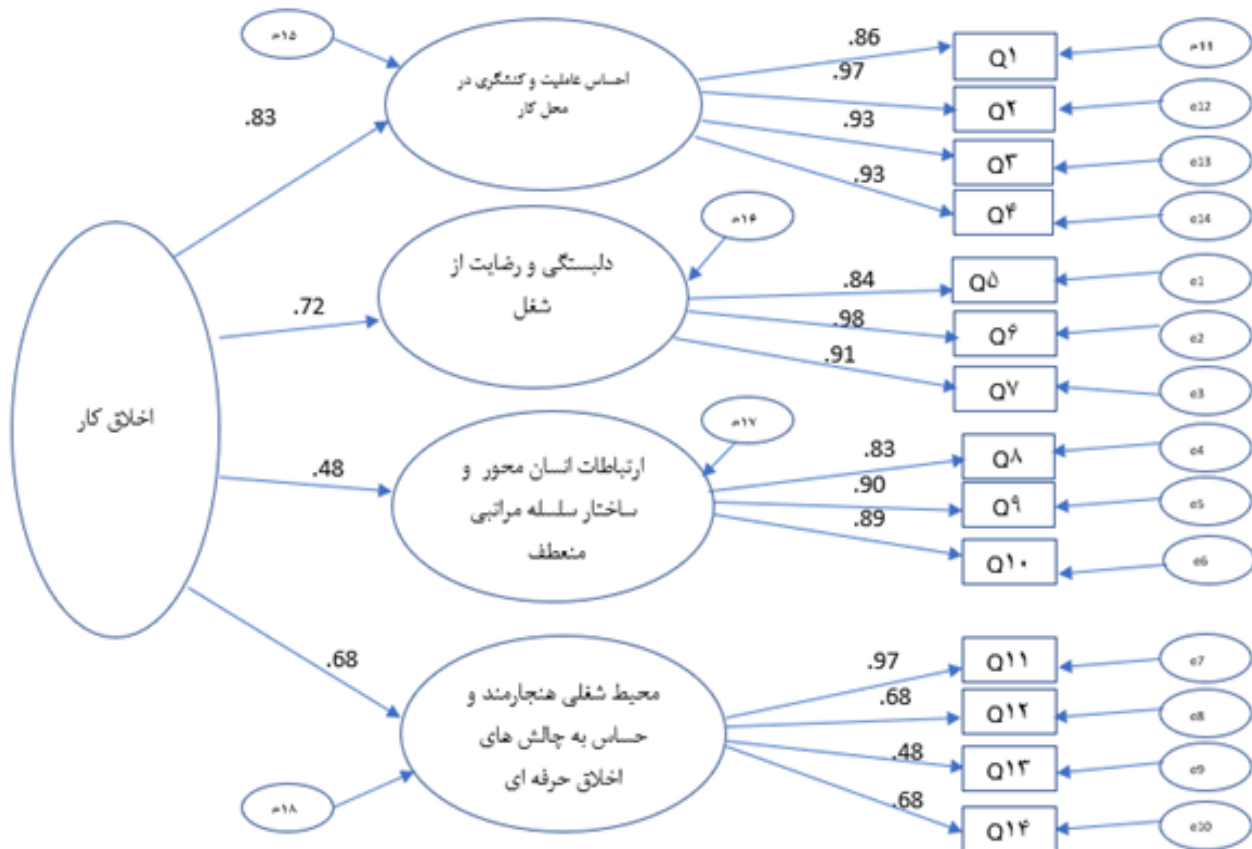 e۱۵
احساس عاملیت و کنشگری در
محل کار
.83
.86
.97
.93
.93
Q۱
Q۲
Q۳
Q۴
e11
e12
e13
e14
اخلاق کار
.72
e۱۶
دلبستگی و رضایت از
شغل
.84
.98
.91
Q۵
Q۶
Q۷
e1
e2
e3
.48
e۱۷
ارتباطات انسان محور و
ساختار سلسله مراتبی
منعطف
.83
.90
.89
Q۸
Q۹
Q۱۰
e4
e5
e6
.68
e۱۸
محیط شغلی هنجارمند و
حساس به چالش های
اخلاق حرفه ای
.97
.68
.48
.68
Q۱۱
Q۱۲
Q۱۳
Q۱۴
e7
e8
e9
e10